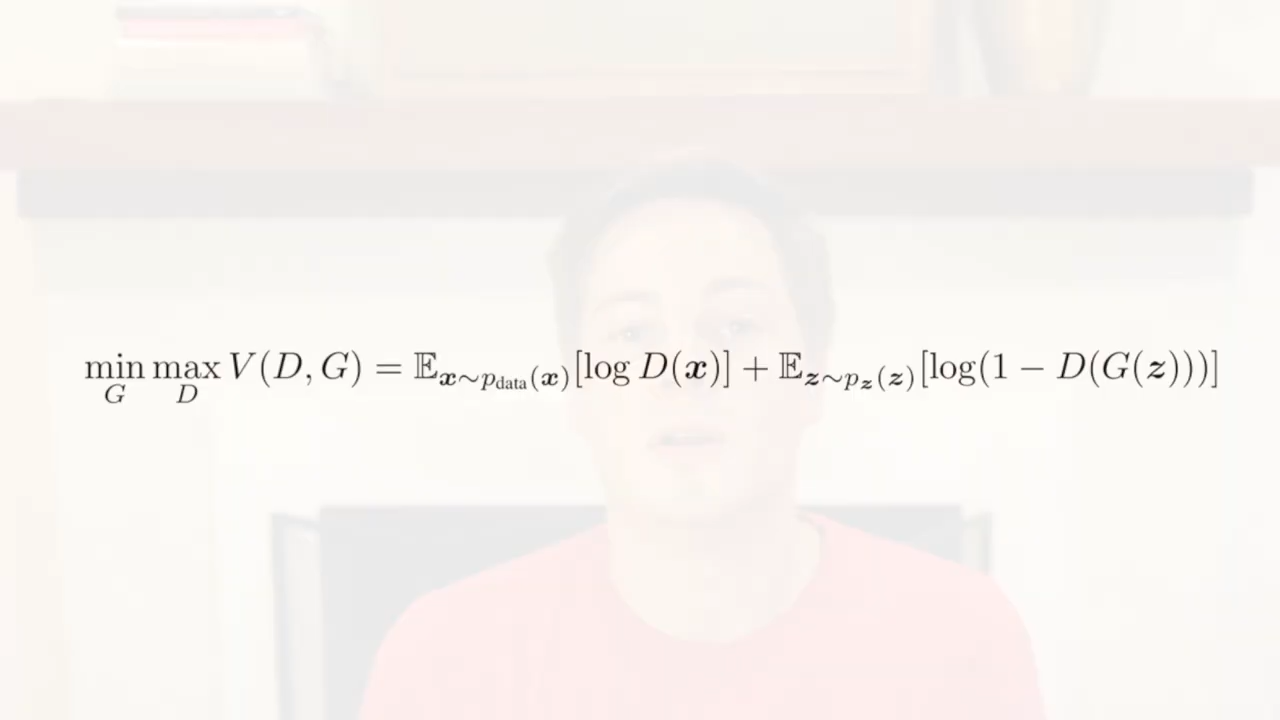 min_G max_D V(D, G) = 𝔼_{x∼p_data(x)}[log D(x)] + 𝔼_{z∼p_z(z)}[log(1 − D(G(z)))]